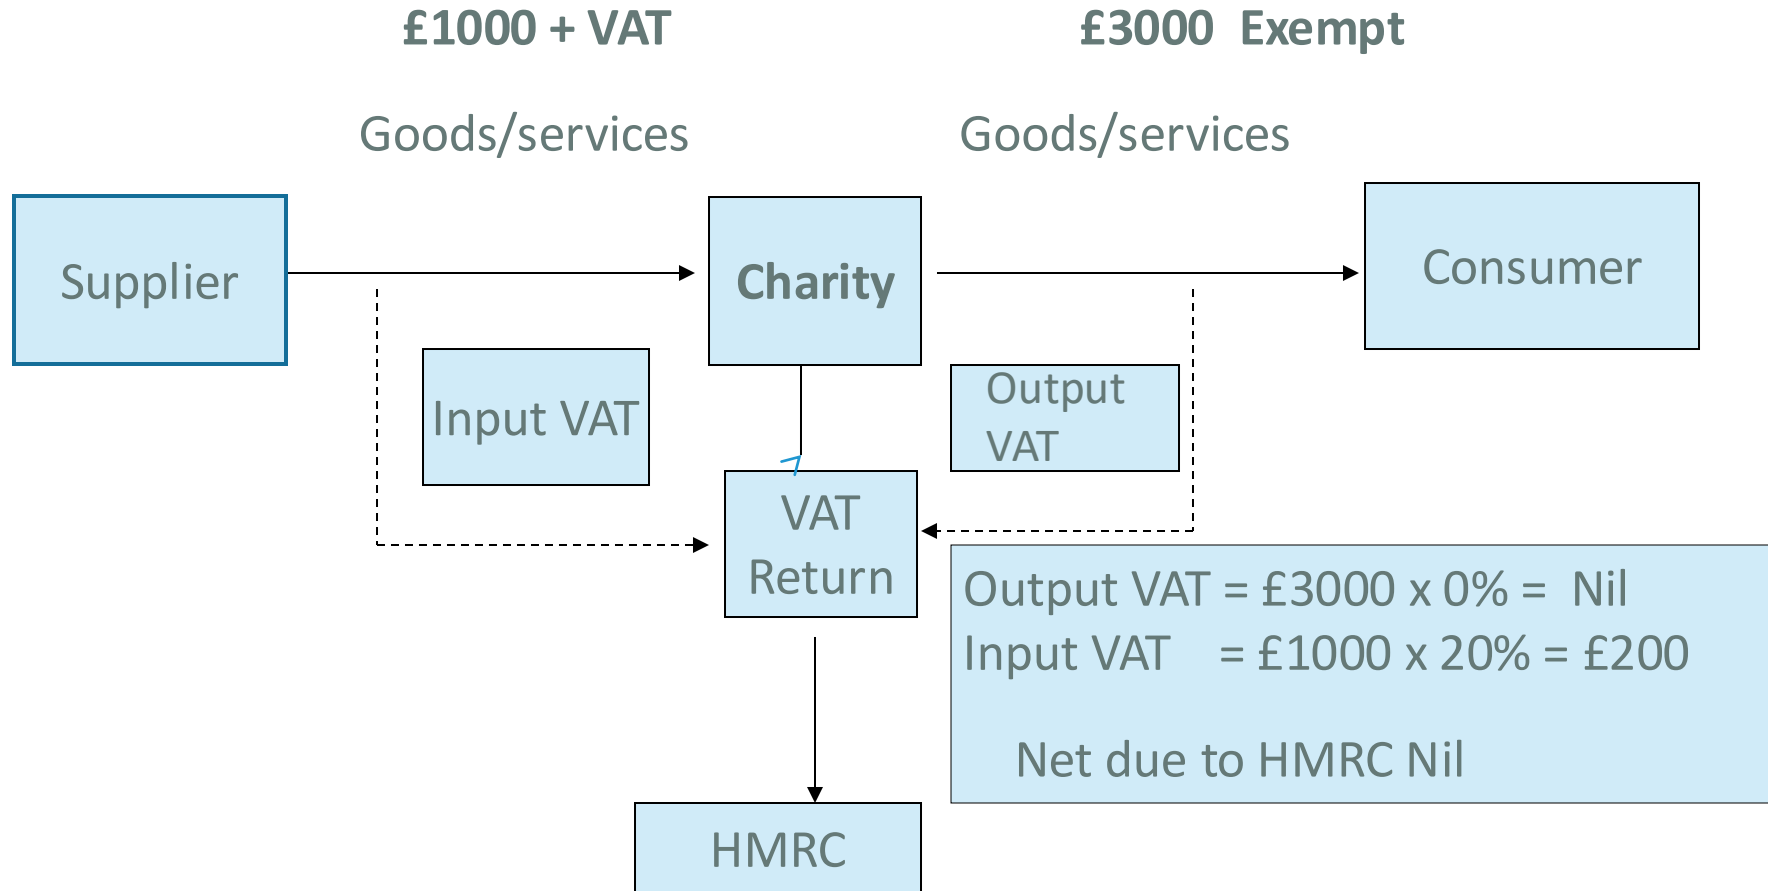 £1000 + VAT
£3000 Exempt
Goods/services
Goods/services
Supplier
Charity
Consumer
Input VAT
Output
VAT
VAT
Return
Output VAT = £3000 x 0% = Nil
Input VAT = £1000 x 20% = £200
Net due to HMRC Nil
HMRC